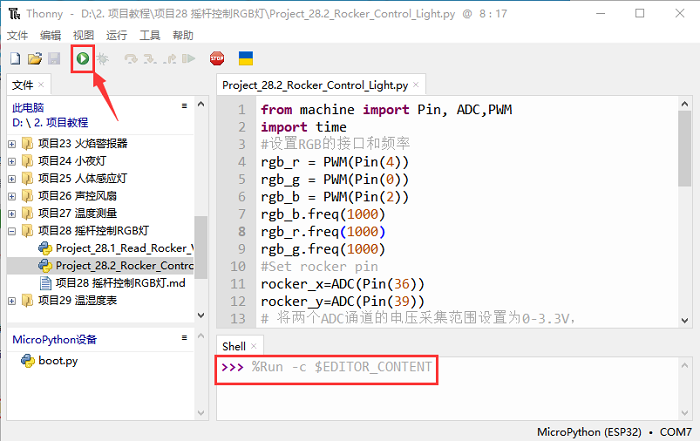 Thonny - D:\2. 项目教程\项目28 摇杆控制RGB灯\Project_28.2_Rocker_Control_Light.py @ 8 : 17
文件 编辑 视图 运行 工具 帮助
文件
此电脑
D: \ 2. 项目教程
项目23 火焰警报器
项目24 小夜灯
项目25 人体感应灯
项目26 声控风扇
项目27 温度测量
项目28 摇杆控制RGB灯
Project_28.1_Read_Rocker_V
Project_28.2_Rocker_Contro
项目28 摇杆控制RGB灯.md
项目29 温湿度表
MicroPython设备
boot.py
Project_28.2_Rocker_Control_Light.py
1 from machine import Pin, ADC,PWM
2 import time
3 #设置RGB的接口和频率
4 rgb_r = PWM(Pin(4))
5 rgb_g = PWM(Pin(0))
6 rgb_b = PWM(Pin(2))
7 rgb_b.freq(1000)
8 rgb_r.freq(1000)
9 rgb_g.freq(1000)
10 #Set rocker pin
11 rocker_x=ADC(Pin(36))
12 rocker_y=ADC(Pin(39))
13 # 将两个ADC通道的电压采集范围设置为0-3.3V,
Shell
>>> %Run -c $EDITOR_CONTENT
MicroPython (ESP32) • COM7
STOP